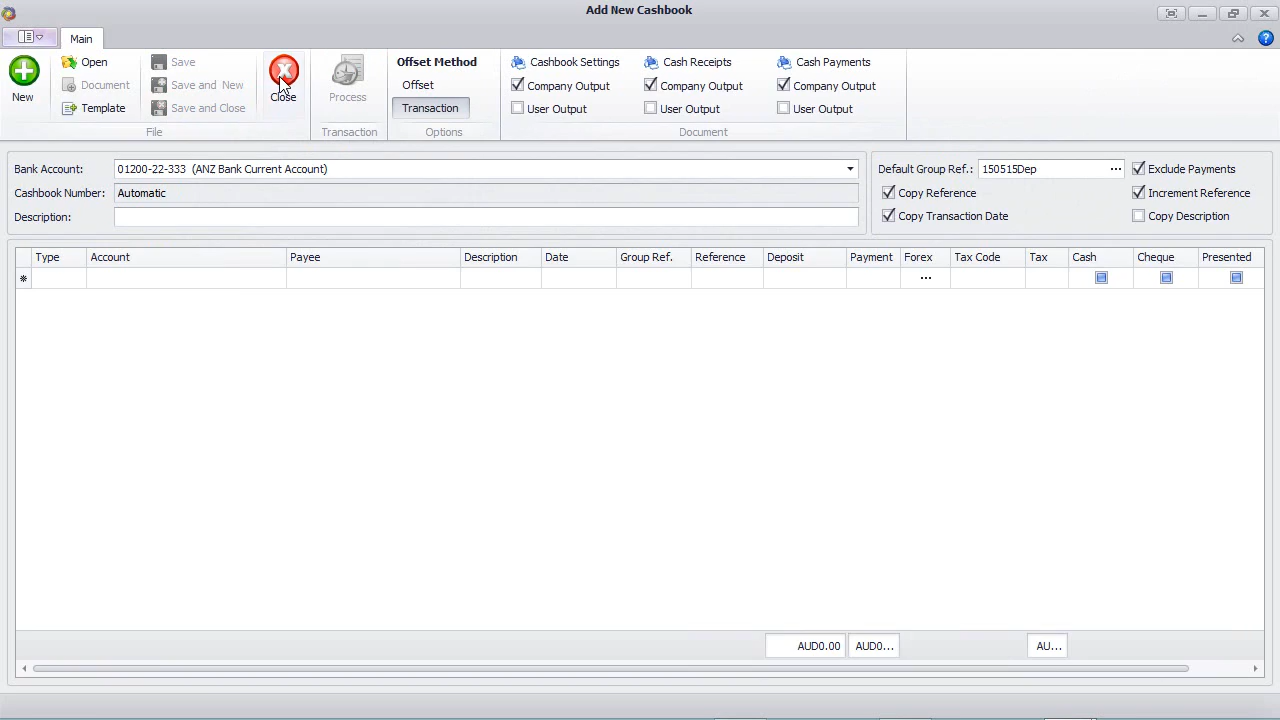 Add New Cashbook
Main
New
Open
Document
Template
Save
Save and New
Save and Close
Close
File
Process
Transaction
Offset Method
Offset
Transaction
Options
Cashbook Settings
Company Output
User Output
Cash Receipts
Company Output
User Output
Cash Payments
Company Output
User Output
Document
Bank Account: 01200-22-333 (ANZ Bank Current Account)
Cashbook Number: Automatic
Description:
Default Group Ref.: 150515Dep ... Exclude Payments
Copy Reference Increment Reference
Copy Transaction Date Copy Description
Type Account Payee Description Date Group Ref. Reference Deposit Payment Forex Tax Code Tax Cash Cheque Presented
...
AUD0.00 AUD0... AU...